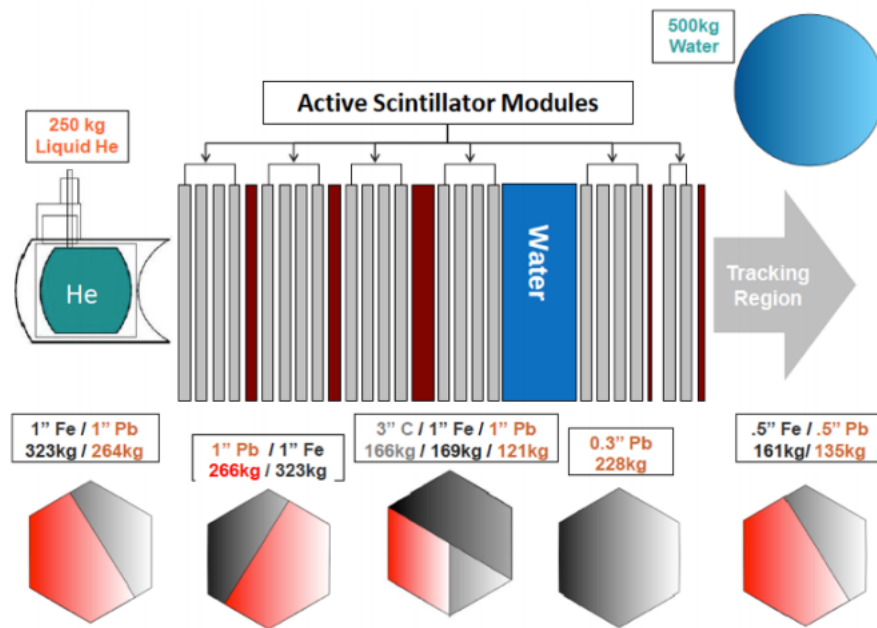 500kg
Water
Active Scintillator Modules
250 kg
Liquid He
He
Water
Tracking
Region
1” Fe / 1” Pb
323kg / 264kg
1” Pb / 1” Fe
266kg / 323kg
3” C / 1” Fe / 1” Pb
166kg / 169kg / 121kg
0.3” Pb
228kg
.5” Fe / .5” Pb
161kg/ 135kg